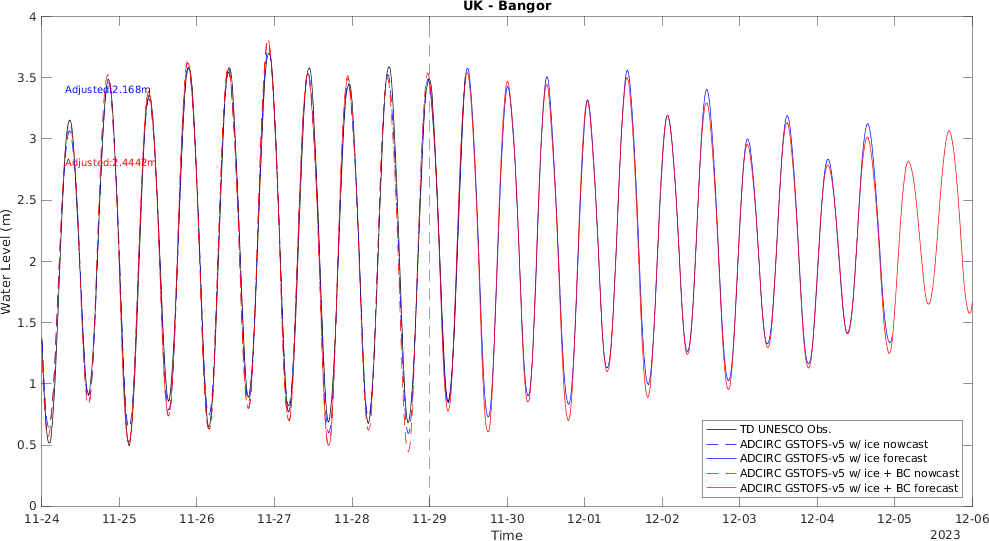 UK - Bangor
4
3.5
3
2.5
2
1.5
1
0.5
0
Water Level (m)
Adjusted:2.168m
Adjusted:2.4442m
TD UNESCO Obs.
ADCIRC GSTOFS-v5 w/ ice nowcast
ADCIRC GSTOFS-v5 w/ ice forecast
ADCIRC GSTOFS-v5 w/ ice + BC nowcast
ADCIRC GSTOFS-v5 w/ ice + BC forecast
11-24 11-25 11-26 11-27 11-28 11-29 11-30 12-01 12-02 12-03 12-04 12-05 12-06
Time
2023